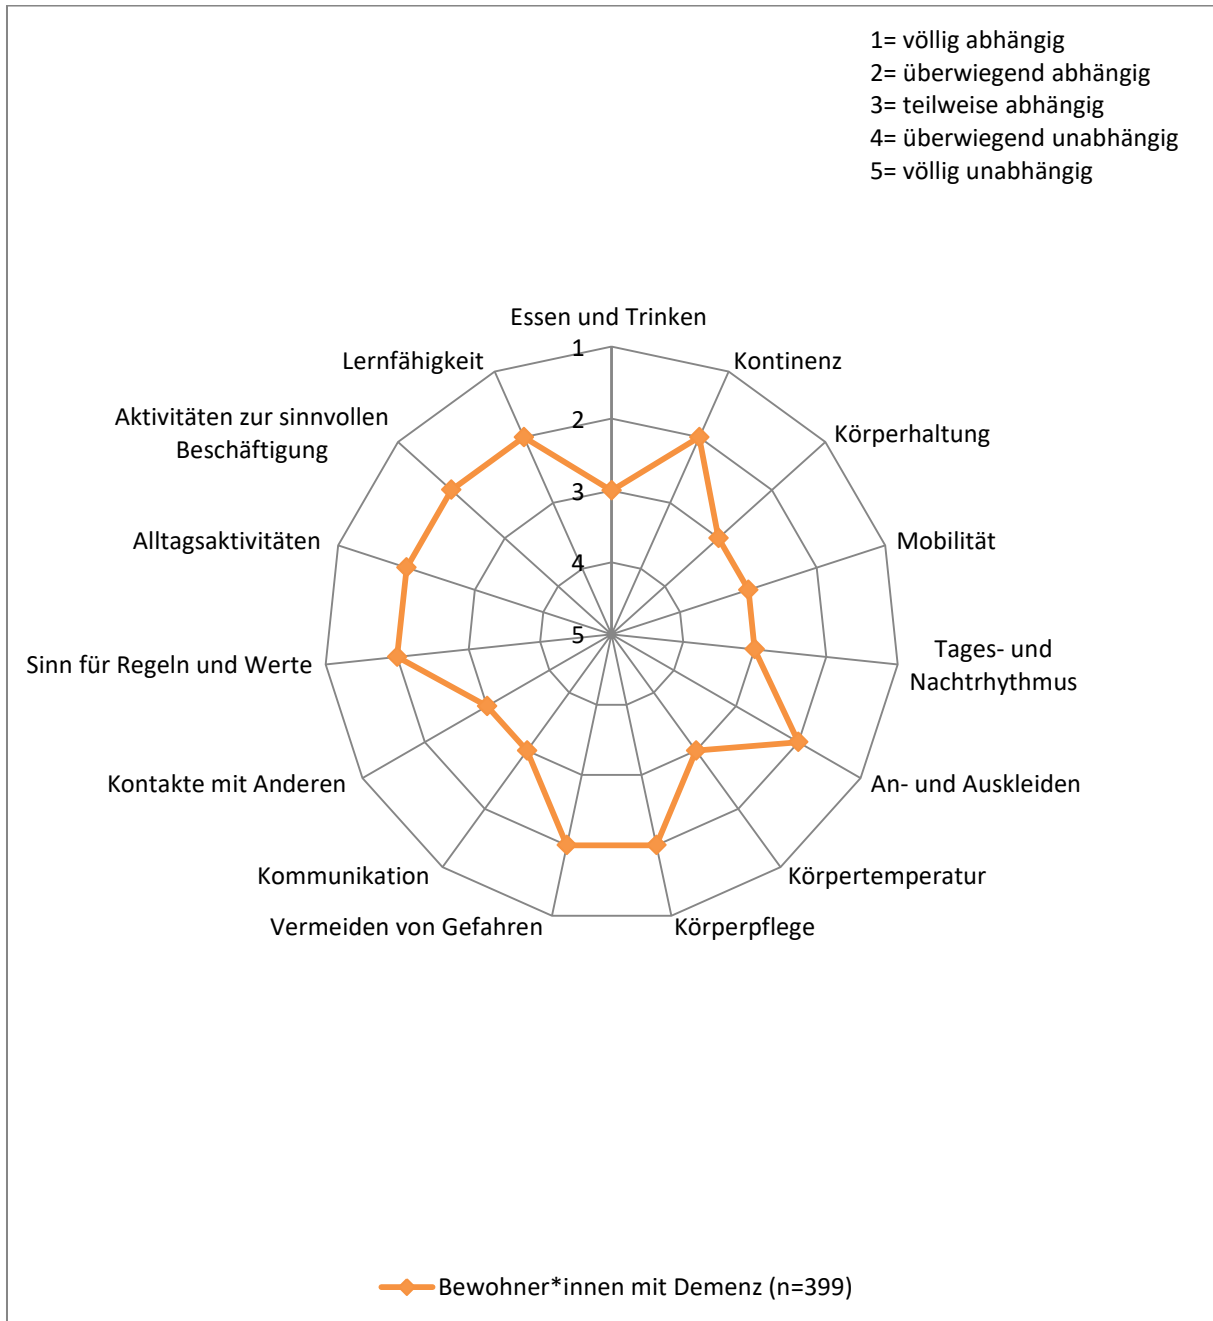 1= völlig abhängig
2= überwiegend abhängig
3= teilweise abhängig
4= überwiegend unabhängig
5= völlig unabhängig
Essen und Trinken
Kontinenz
Körperhaltung
Mobilität
Tages- und
Nachtrhythmus
An- und Auskleiden
Körpertemperatur
Körperpflege
Vermeiden von Gefahren
Kommunikation
Kontakte mit Anderen
Sinn für Regeln und Werte
Alltagsaktivitäten
Aktivitäten zur sinnvollen
Beschäftigung
Lernfähigkeit
1
2
3
4
5
Bewohner*innen mit Demenz (n=399)